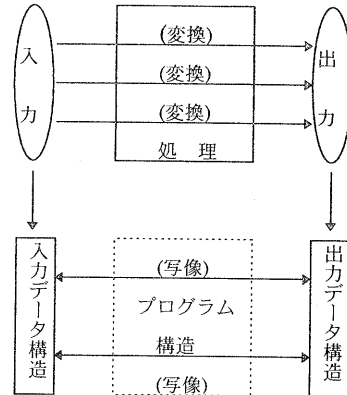 入力
(変換)
(変換)
(変換)
処 理
出力
入力データ構造
(写像)
プログラム
構造
(写像)
出力データ構造